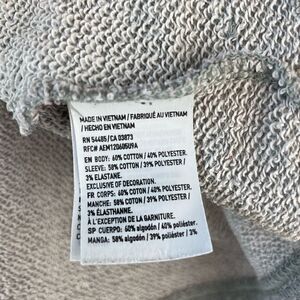 MADE IN VIETNAM / FABRIQUÉ AU VIETNAM
/ HECHO EN VIETNAM
RN 54485/CA 03873
RFC# AEM120605U9A
EN BODY: 60% COTTON / 40% POLYESTER.
SLEEVE: 58% COTTON / 39% POLYESTER /
3% ELASTANE.
EXCLUSIVE OF DECORATION.
FR CORPS: 60% COTON / 40% POLYESTER.
MANCHE: 58% COTON / 39% POLYESTER /
3% ÉLASTHANNE.
À L'EXCEPTION DE LA GARNITURE.
SP CUERPO: 60% algodón / 40% poliéster.
MANGA: 58% algodón / 39% poliéster / 3%